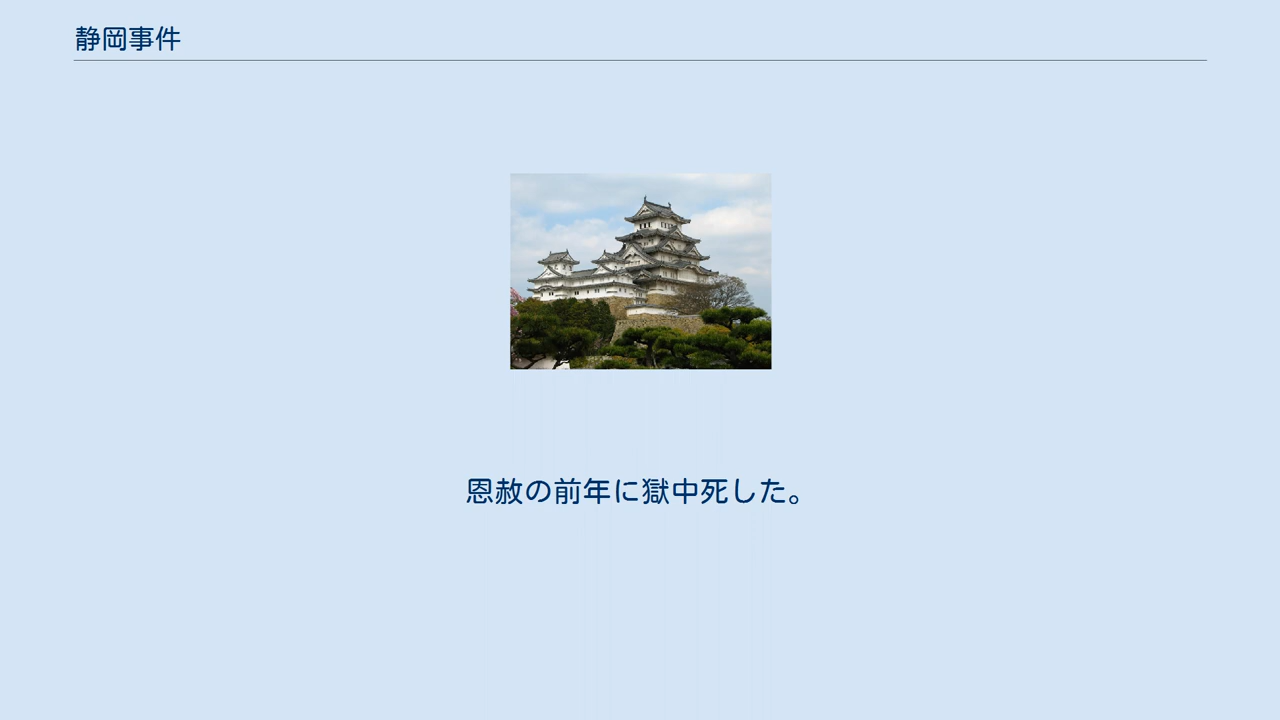 静岡事件
恩赦の前年に獄中死した。